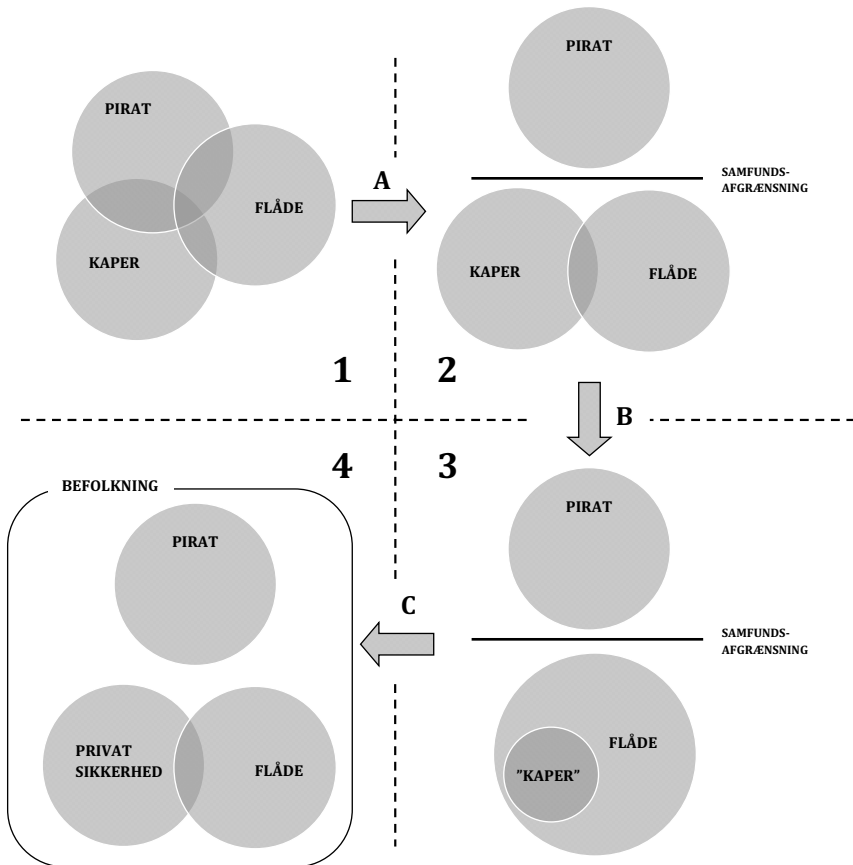 PIRAT
FLÅDE
KAPER
1
A
PIRAT
SAMFUNDS-
AFGRÆNSNING
KAPER
FLÅDE
2
B
3
PIRAT
SAMFUNDS-
AFGRÆNSNING
FLÅDE
"KAPER"
C
4
BEFOLKNING
PIRAT
PRIVAT
SIKKERHED
FLÅDE